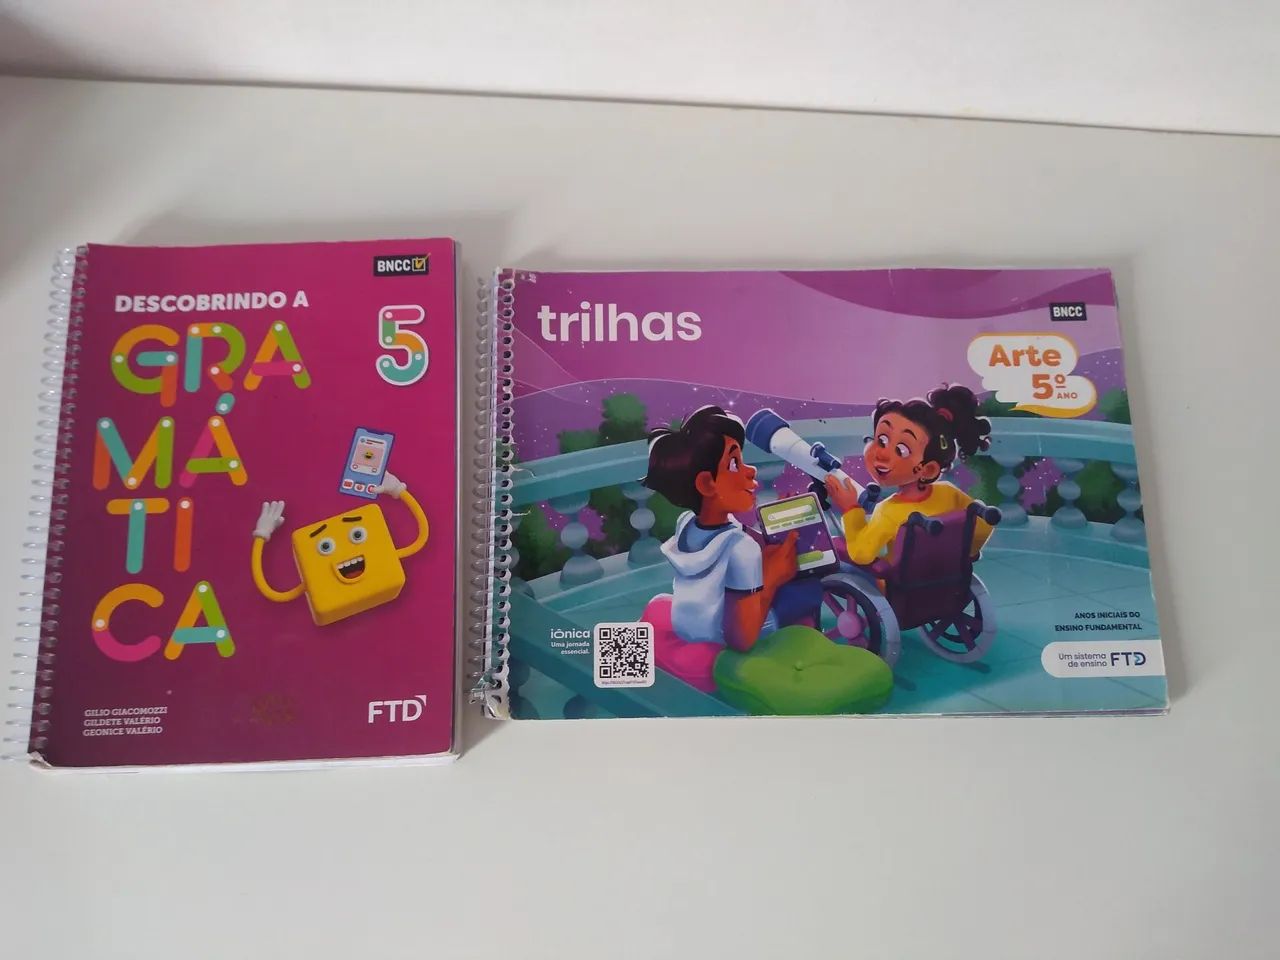 BNCC
DESCOBRINDO A
GRA
MÁ
TI
CA
5
GILIO GIACOMOZZI
GILDETE VALÉRIO
GEONICE VALÉRIO
FTD
trilhas
BNCC
Arte
5º
ANO
iônica
Uma jornada
essencial.
ANOS INICIAIS DO
ENSINO FUNDAMENTAL
Um sistema
de ensino FTD